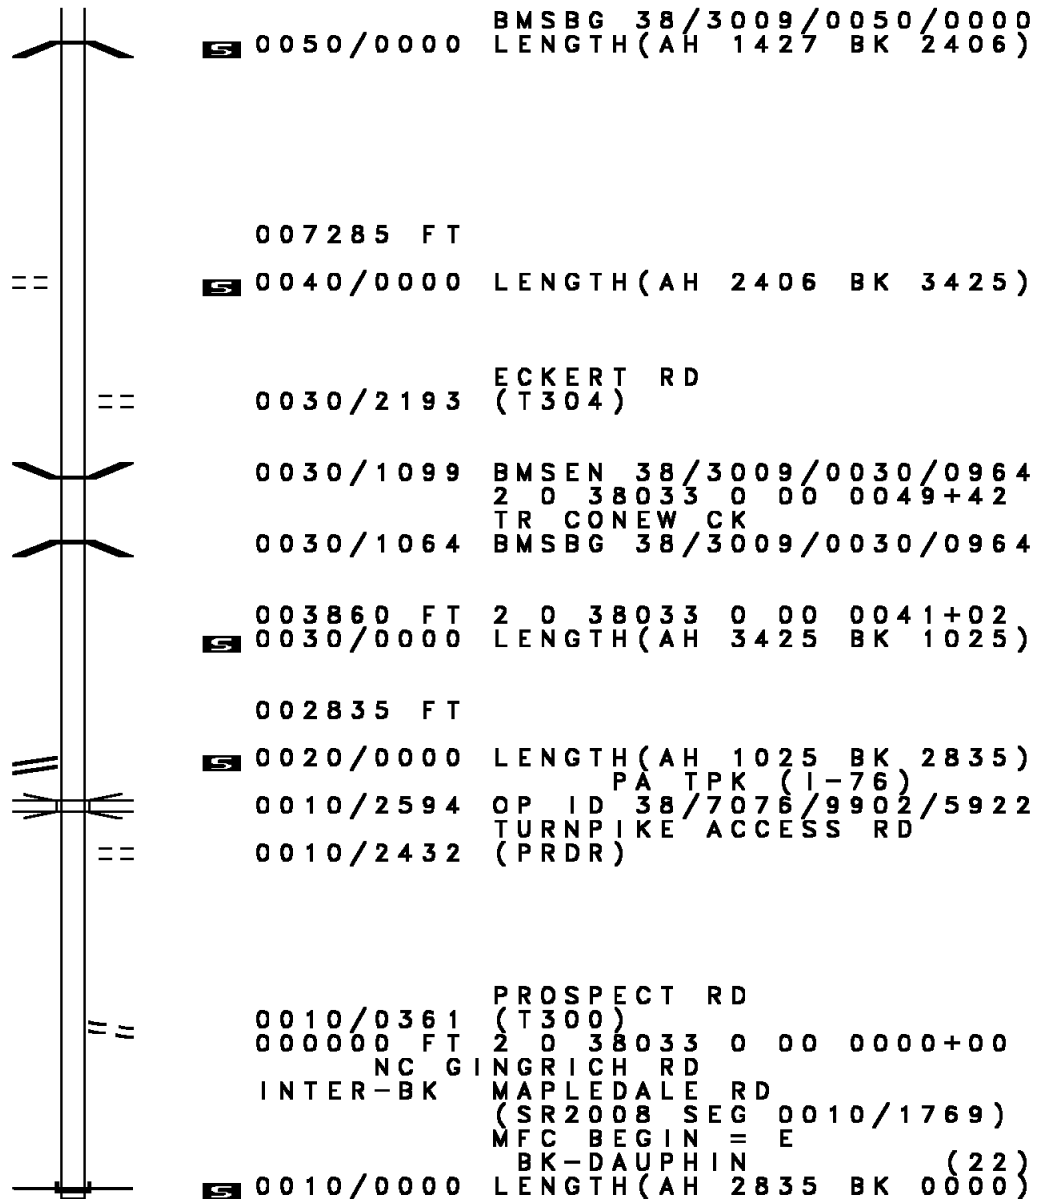 BMSBG 38/3009/0050/0000
S 0050/0000 LENGTH(AH 1427 BK 2406)
007285 FT
S 0040/0000 LENGTH(AH 2406 BK 3425)
ECKERT RD
0030/2193 (T304)
0030/1099 BMSEN 38/3009/0030/0964
2 0 38033 0 00 0049+42
TR CONEW CK
0030/1064 BMSBG 38/3009/0030/0964
003860 FT 2 0 38033 0 00 0041+02
S 0030/0000 LENGTH(AH 3425 BK 1025)
002835 FT
S 0020/0000 LENGTH(AH 1025 BK 2835)
PA TPK (I-76)
0010/2594 OP ID 38/7076/9902/5922
TURNPIKE ACCESS RD
0010/2432 (PRDR)
PROSPECT RD
0010/0361 (T300)
000000 FT 2 0 38033 0 00 0000+00
NC GINGRICH RD
INTER-BK MAPLEDALE RD
(SR2008 SEG 0010/1769)
MFC BEGIN = E
BK-DAUPHIN (22)
S 0010/0000 LENGTH(AH 2835 BK 0000)